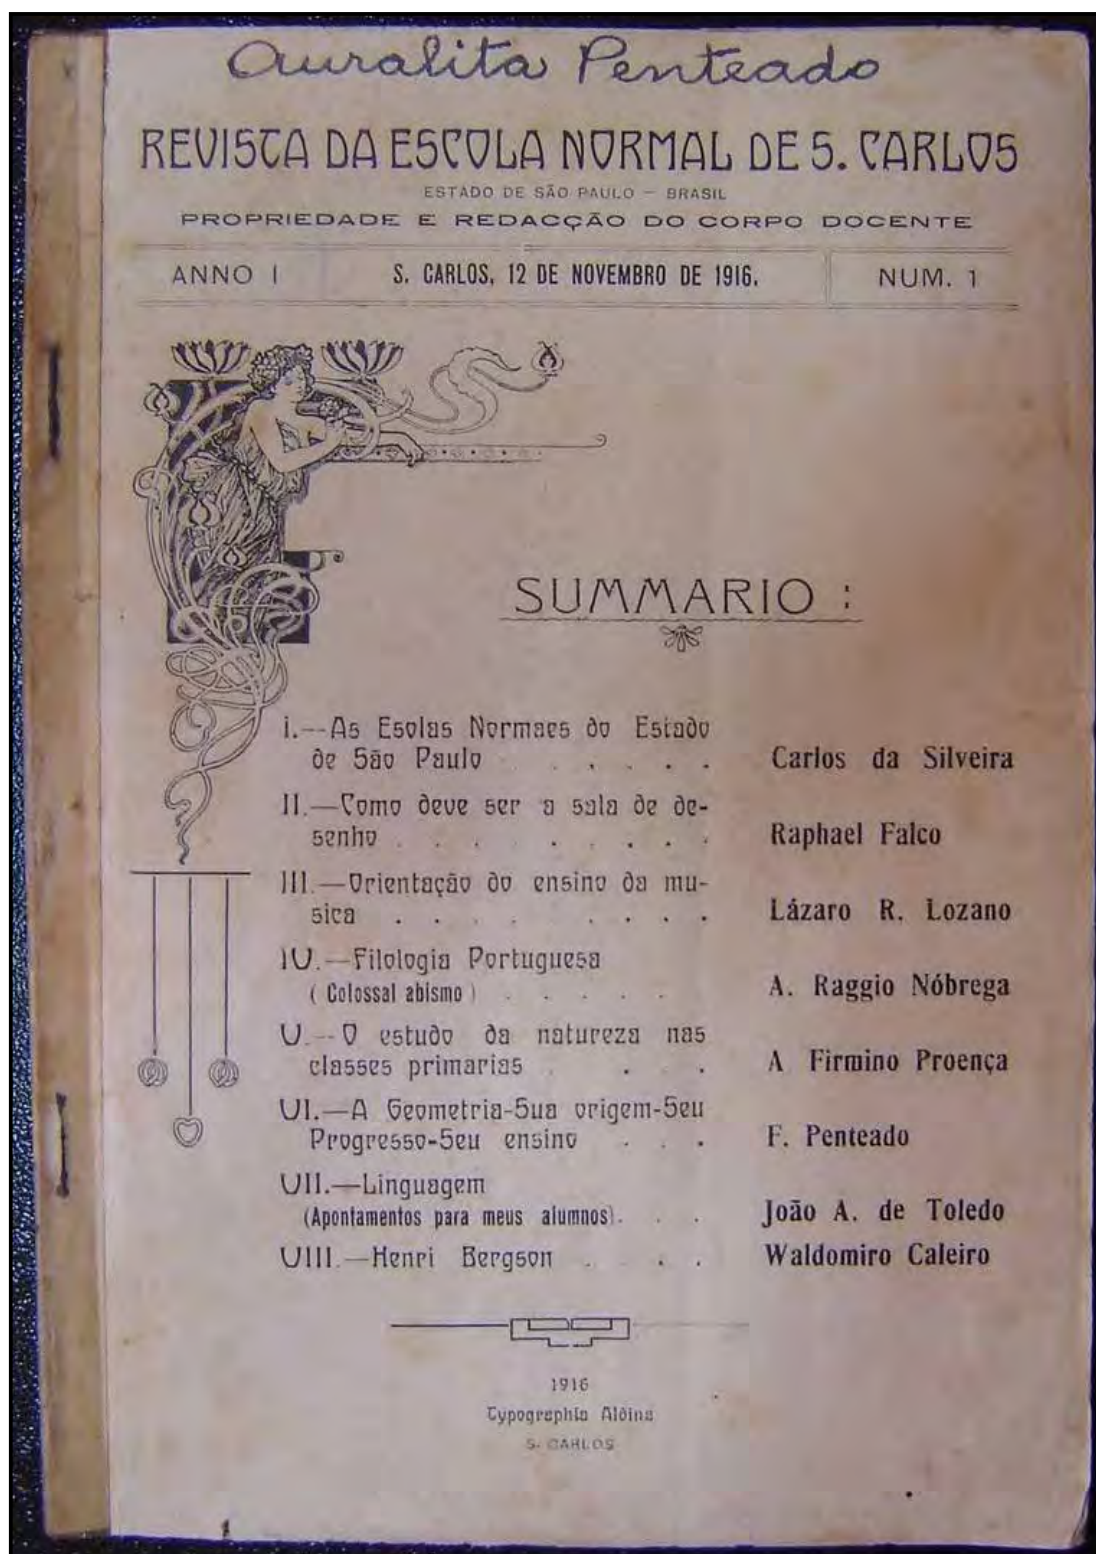 Auralita Penteado
REVISTA DA ESCOLA NORMAL DE S. CARLOS
ESTADO DE SÃO PAULO — BRASIL
PROPRIEDADE E REDACÇÃO DO CORPO DOCENTE
ANNO I S. CARLOS, 12 DE NOVEMBRO DE 1916. NUM. 1
SUMMARIO :
I.--As Esolas Normaes do Estado
de São Paulo . . . . . Carlos da Silveira
II.—Como deve ser a sala de de-
senho . . . . . . . . . Raphael Falco
III.—Orientação do ensino da mu-
sica . . . . . . . . Lázaro R. Lozano
IV.—Filologia Portuguesa
( Colossal abismo ) . . . . . A. Raggio Nóbrega
V.--O estudo da natureza nas
classes primarias . . . . A Firmino Proença
VI.—A Geometria-Sua origem-Seu
Progresso-Seu ensino . . . F. Penteado
VII.—Linguagem
(Apontamentos para meus alumnos). . . João A. de Toledo
VIII.—Henri Bergson . . . . Waldomiro Caleiro
1916
Typographia Aldina
S. CARLOS